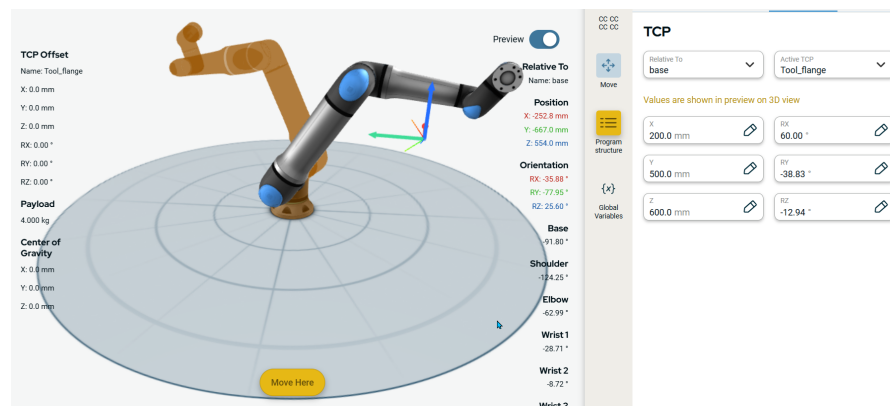 TCP Offset
Name: Tool_flange
X: 0.0 mm
Y: 0.0 mm
Z: 0.0 mm
RX: 0.00 °
RY: 0.00 °
RZ: 0.00 °
Payload
4.000 kg
Center of
Gravity
X: 0.0 mm
Y: 0.0 mm
Z: 0.0 mm
Preview
Relative To
Name: base
Position
X: -252.8 mm
Y: -667.0 mm
Z: 554.0 mm
Orientation
RX: -35.88 °
RY: -77.95 °
RZ: 25.60 °
Base
-91.80 °
Shoulder
-124.25 °
Elbow
-62.99 °
Wrist 1
-28.71 °
Wrist 2
-8.72 °
Wrist 3
Move Here
CC CC
CC CC
Move
Program
structure
{x}
Global
Variables
TCP
Relative To
base
Active TCP
Tool_flange
Values are shown in preview on 3D view
X
200.0 mm
RX
60.00 °
Y
500.0 mm
RY
-38.83 °
Z
600.0 mm
RZ
-12.94 °